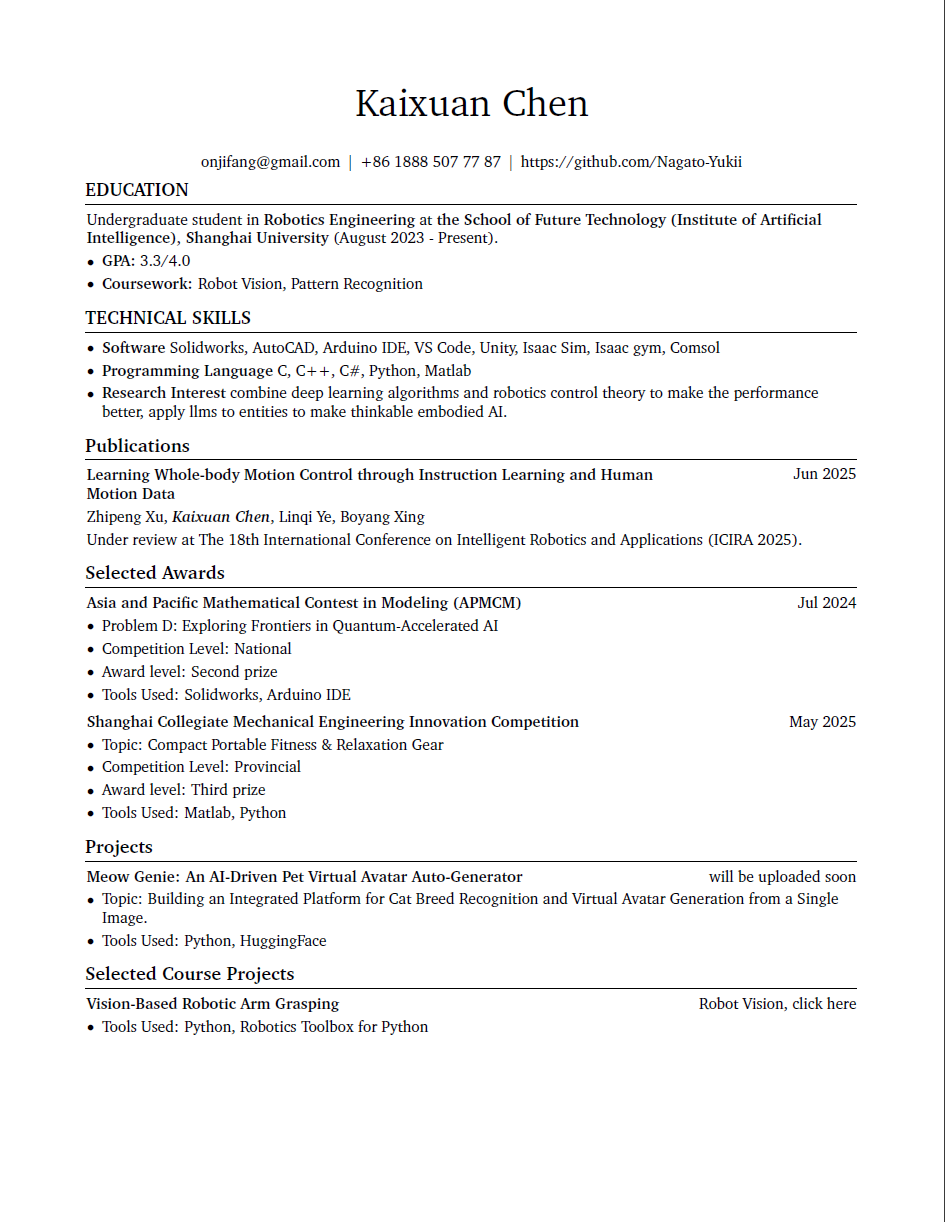 Kaixuan Chen
onjifang@gmail.com | +86 1888 507 77 87 | https://github.com/Nagato-Yukii
EDUCATION
Undergraduate student in Robotics Engineering at the School of Future Technology (Institute of Artificial
Intelligence), Shanghai University (August 2023 - Present).
• GPA: 3.3/4.0
• Coursework: Robot Vision, Pattern Recognition
TECHNICAL SKILLS
• Software Solidworks, AutoCAD, Arduino IDE, VS Code, Unity, Isaac Sim, Isaac gym, Comsol
• Programming Language C, C++, C#, Python, Matlab
• Research Interest combine deep learning algorithms and robotics control theory to make the performance
better, apply llms to entities to make thinkable embodied AI.
Publications
Learning Whole-body Motion Control through Instruction Learning and Human Jun 2025
Motion Data
Zhipeng Xu, Kaixuan Chen, Linqi Ye, Boyang Xing
Under review at The 18th International Conference on Intelligent Robotics and Applications (ICIRA 2025).
Selected Awards
Asia and Pacific Mathematical Contest in Modeling (APMCM) Jul 2024
• Problem D: Exploring Frontiers in Quantum-Accelerated AI
• Competition Level: National
• Award level: Second prize
• Tools Used: Solidworks, Arduino IDE
Shanghai Collegiate Mechanical Engineering Innovation Competition May 2025
• Topic: Compact Portable Fitness & Relaxation Gear
• Competition Level: Provincial
• Award level: Third prize
• Tools Used: Matlab, Python
Projects
Meow Genie: An AI-Driven Pet Virtual Avatar Auto-Generator will be uploaded soon
• Topic: Building an Integrated Platform for Cat Breed Recognition and Virtual Avatar Generation from a Single
Image.
• Tools Used: Python, HuggingFace
Selected Course Projects
Vision-Based Robotic Arm Grasping Robot Vision, click here
• Tools Used: Python, Robotics Toolbox for Python